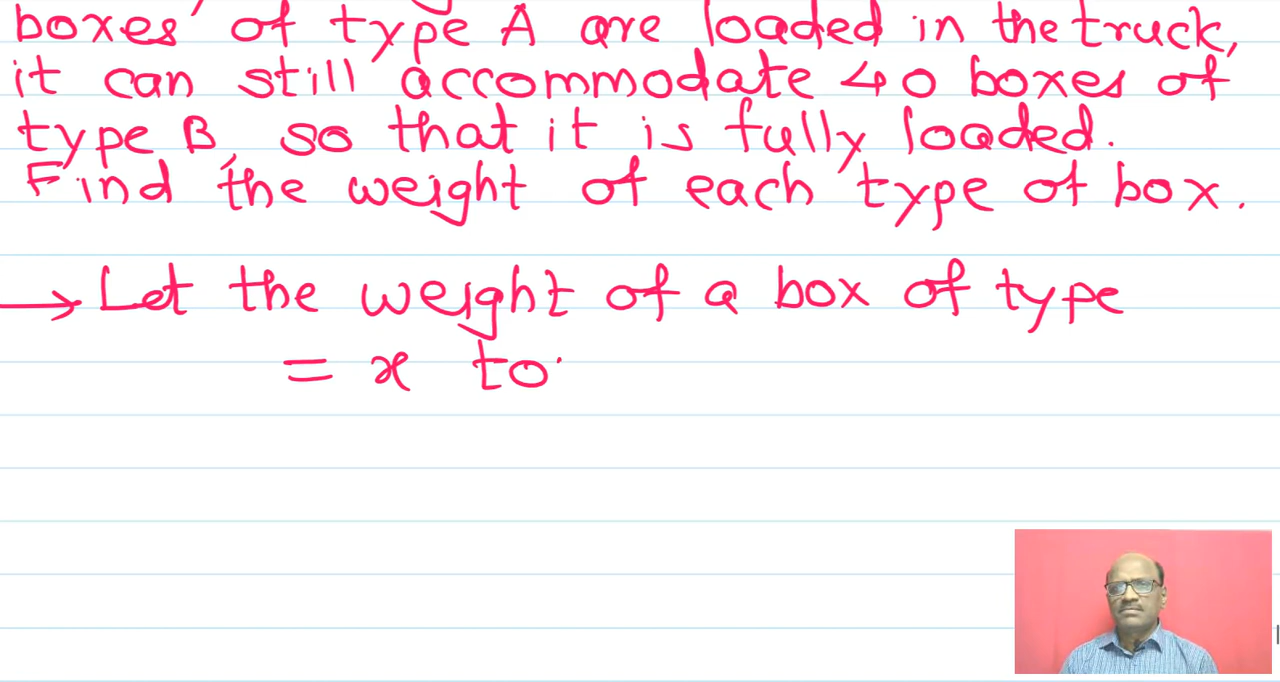 boxes of type A are loaded in the truck,
it can still accommodate 40 boxes of
type B, so that it is fully loaded.
Find the weight of each type of box.
→ Let the weight of a box of type
= x to